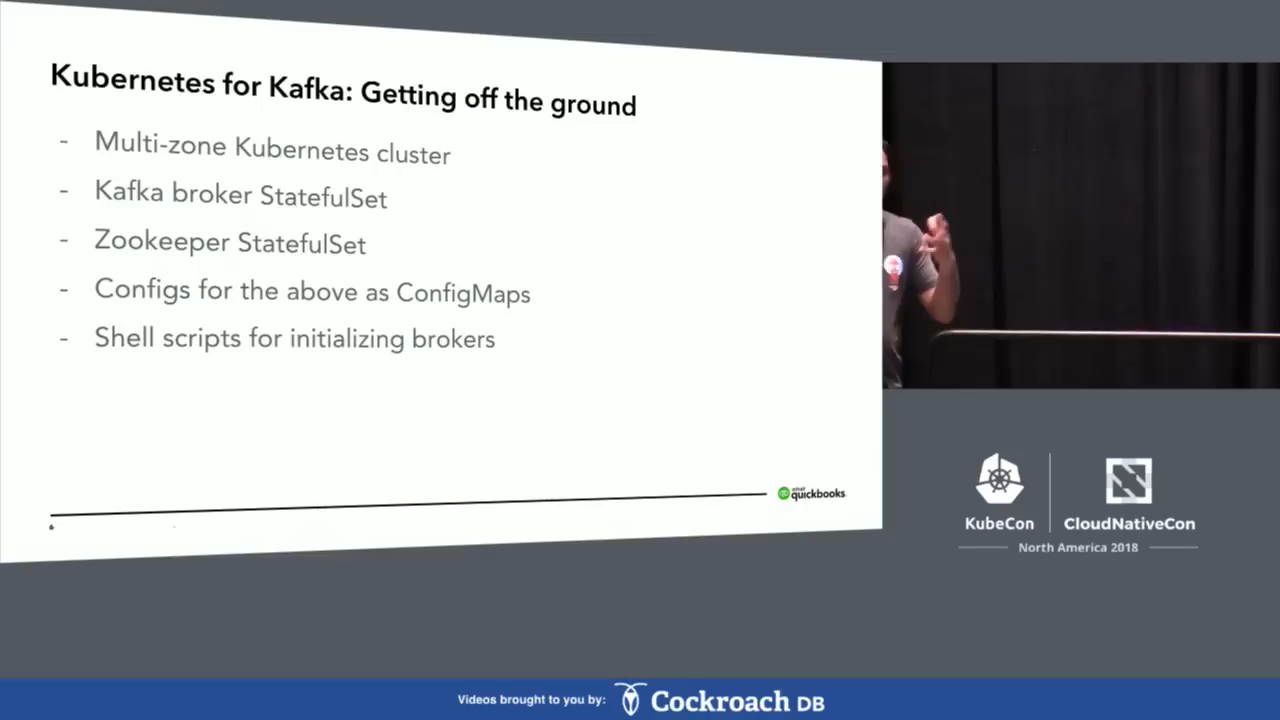 Kubernetes for Kafka: Getting off the ground
- Multi-zone Kubernetes cluster
- Kafka broker StatefulSet
- Zookeeper StatefulSet
- Configs for the above as ConfigMaps
- Shell scripts for initializing brokers
intuit
quickbooks
6
KubeCon
CloudNativeCon
North America 2018
Videos brought to you by:
Cockroach DB